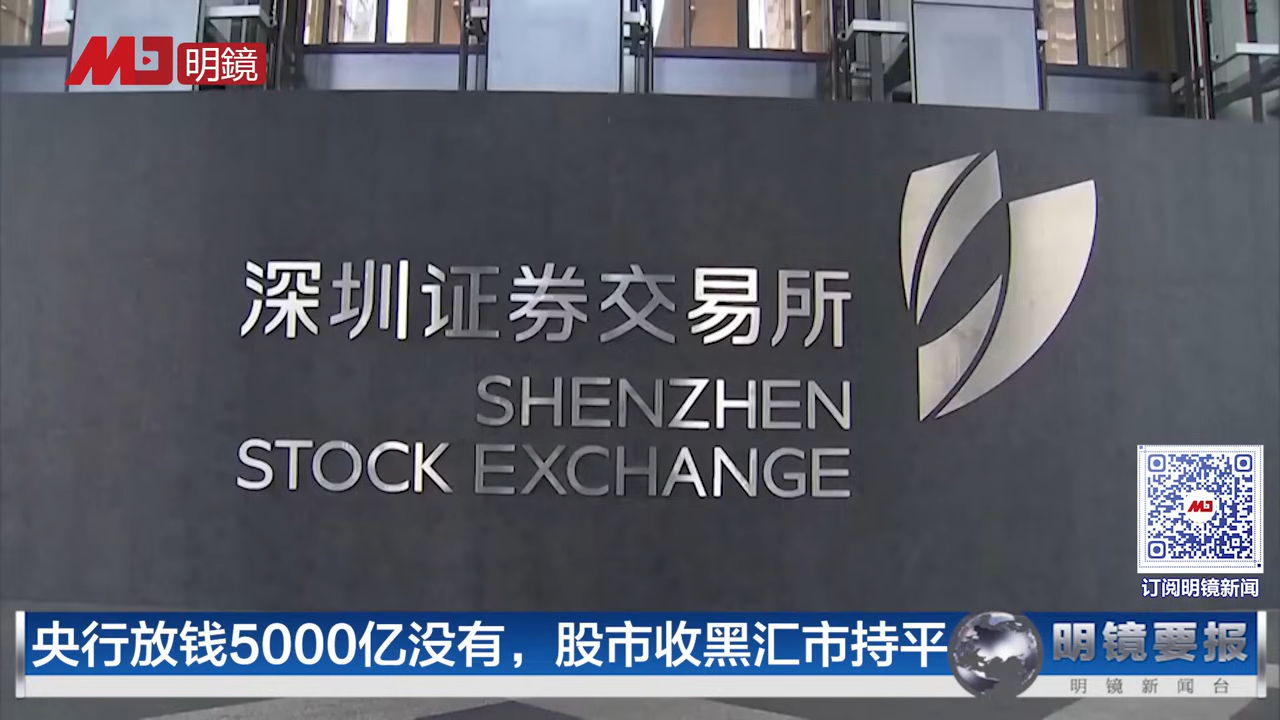 MD 明鏡
深圳证券交易所
SHENZHEN
STOCK EXCHANGE
订阅明镜新闻
央行放钱5000亿没有，股市收黑汇市持平
明镜要报
明镜新闻台